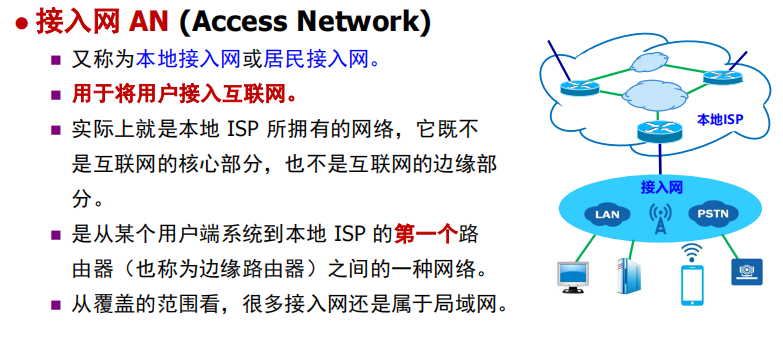 ● 接入网 AN (Access Network)
■ 又称为本地接入网或居民接入网。
■ 用于将用户接入互联网。
■ 实际上就是本地 ISP 所拥有的网络，它既不
是互联网的核心部分，也不是互联网的边缘部
分。
■ 是从某个用户端系统到本地 ISP 的第一个路
由器（也称为边缘路由器）之间的一种网络。
■ 从覆盖的范围看，很多接入网还是属于局域网。
本地ISP
接入网
LAN
PSTN